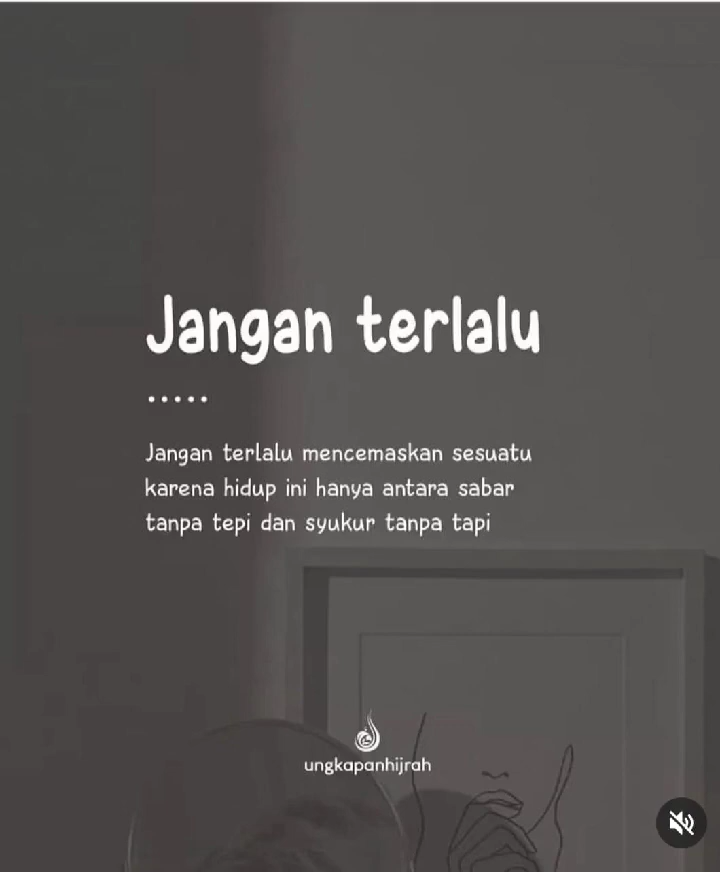 Jangan terlalu
.....
Jangan terlalu mencemaskan sesuatu
karena hidup ini hanya antara sabar
tanpa tepi dan syukur tanpa tapi
ungkapanhijrah